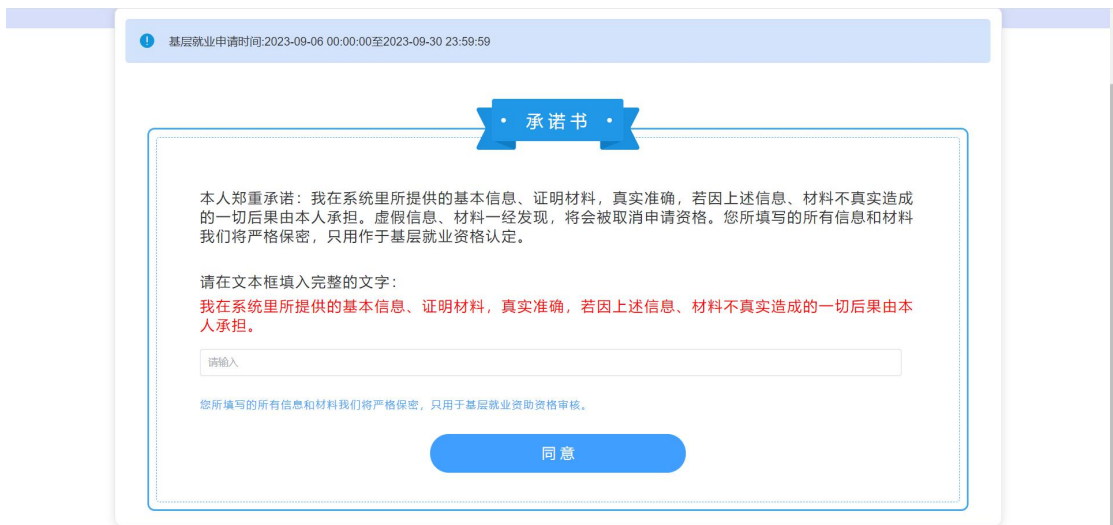 基层就业申请时间:2023-09-06 00:00:00至2023-09-30 23:59:59
· 承诺书 ·
本人郑重承诺：我在系统里所提供的基本信息、证明材料，真实准确，若因上述信息、材料不真实造成
的一切后果由本人承担。虚假信息、材料一经发现，将会被取消申请资格。您所填写的所有信息和材料
我们将严格保密，只用作于基层就业资格认定。
请在文本框填入完整的文字：
我在系统里所提供的基本信息、证明材料，真实准确，若因上述信息、材料不真实造成的一切后果由本
人承担。
请输入
您所填写的所有信息和材料我们将严格保密，只用于基层就业资助资格审核。
同意